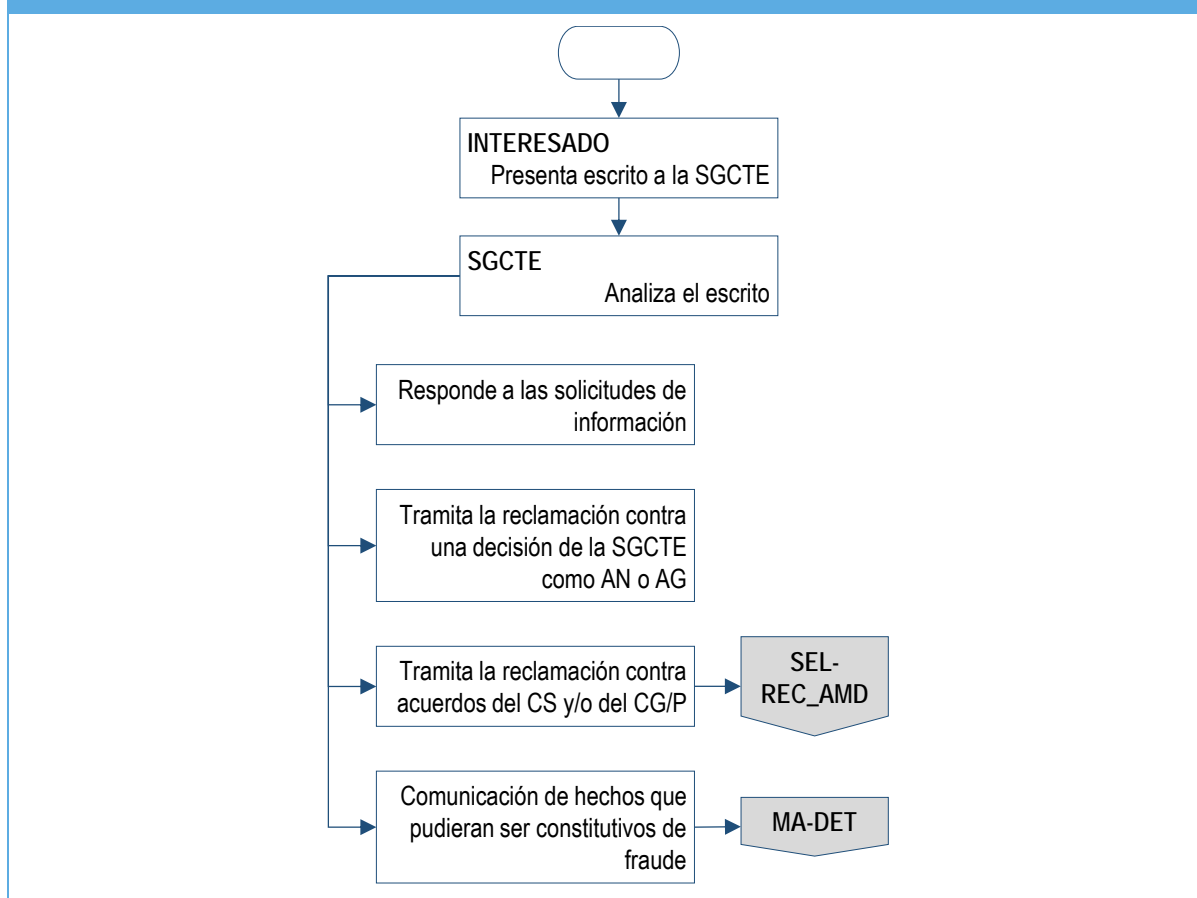 INTERESADO
Presenta escrito a la SGCTE
SGCTE
Analiza el escrito
Responde a las solicitudes de
información
Tramita la reclamación contra
una decisión de la SGCTE
como AN o AG
Tramita la reclamación contra
acuerdos del CS y/o del CG/P
SEL-
REC_AMD
Comunicación de hechos que
pudieran ser constitutivos de
fraude
MA-DET